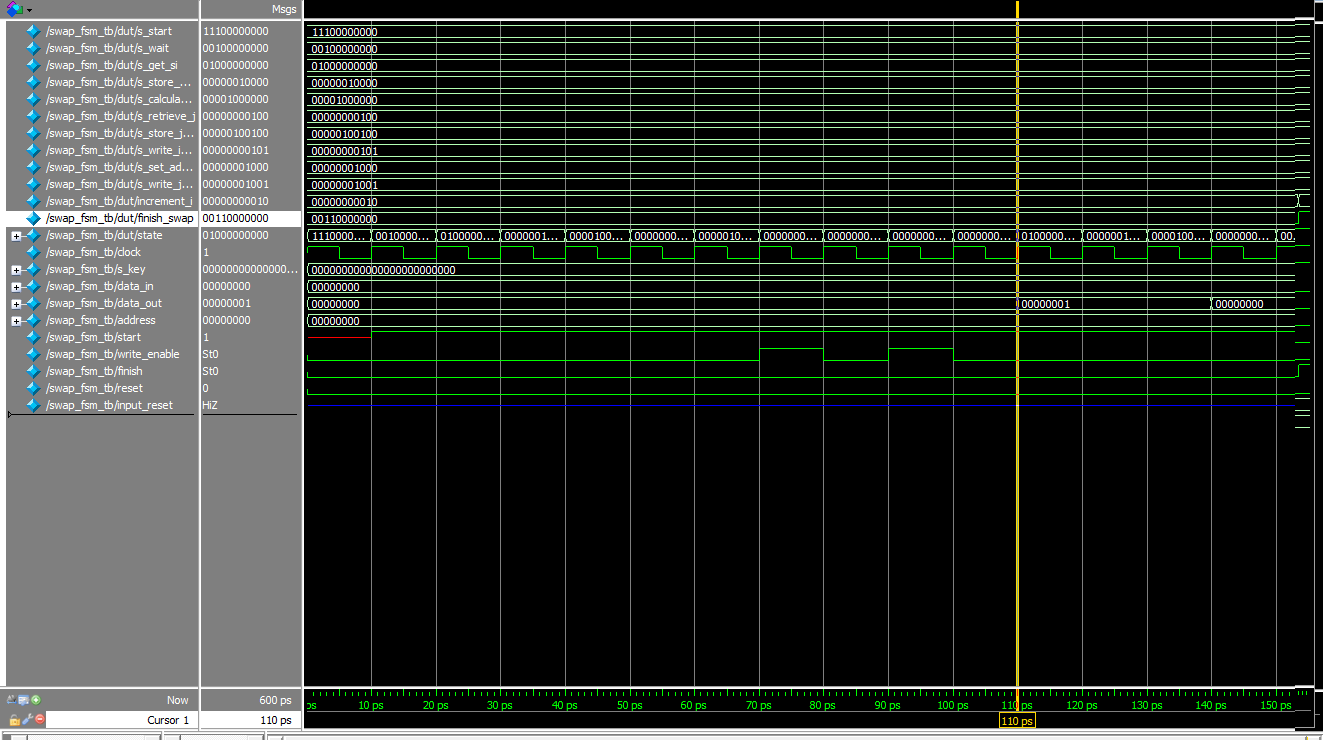 Msgs
/swap_fsm_tb/dut/s_start 11100000000 11100000000
/swap_fsm_tb/dut/s_wait 00100000000 00100000000
/swap_fsm_tb/dut/s_get_si 01000000000 01000000000
/swap_fsm_tb/dut/s_store_... 00000010000 00000010000
/swap_fsm_tb/dut/s_calcula... 00001000000 00001000000
/swap_fsm_tb/dut/s_retrieve_j 00000000100 00000000100
/swap_fsm_tb/dut/s_store_j... 00000100100 00000100100
/swap_fsm_tb/dut/s_write_i... 00000000101 00000000101
/swap_fsm_tb/dut/s_set_ad... 00000001000 00000001000
/swap_fsm_tb/dut/s_write_j... 00000001001 00000001001
/swap_fsm_tb/dut/increment_i 00000000010 00000000010
/swap_fsm_tb/dut/finish_swap 00110000000 00110000000
/swap_fsm_tb/dut/state 01000000000 1110000... 0010000... 0100000... 0000001... 0000100... 0000000... 0000010... 0000000... 0000000... 0000000... 0000000... 0100000... 0000001... 0000100... 0000000... 00...
/swap_fsm_tb/clock 1
/swap_fsm_tb/s_key 00000000000000... 000000000000000000000000
/swap_fsm_tb/data_in 00000000 00000000
/swap_fsm_tb/data_out 00000001 00000000 00000001 00000000
/swap_fsm_tb/address 00000000 00000000
/swap_fsm_tb/start 1
/swap_fsm_tb/write_enable St0
/swap_fsm_tb/finish St0
/swap_fsm_tb/reset 0
/swap_fsm_tb/input_reset HiZ
Now 600 ps ps 10 ps 20 ps 30 ps 40 ps 50 ps 60 ps 70 ps 80 ps 90 ps 100 ps 110 ps 120 ps 130 ps 140 ps 150 ps
Cursor 1 110 ps 110 ps